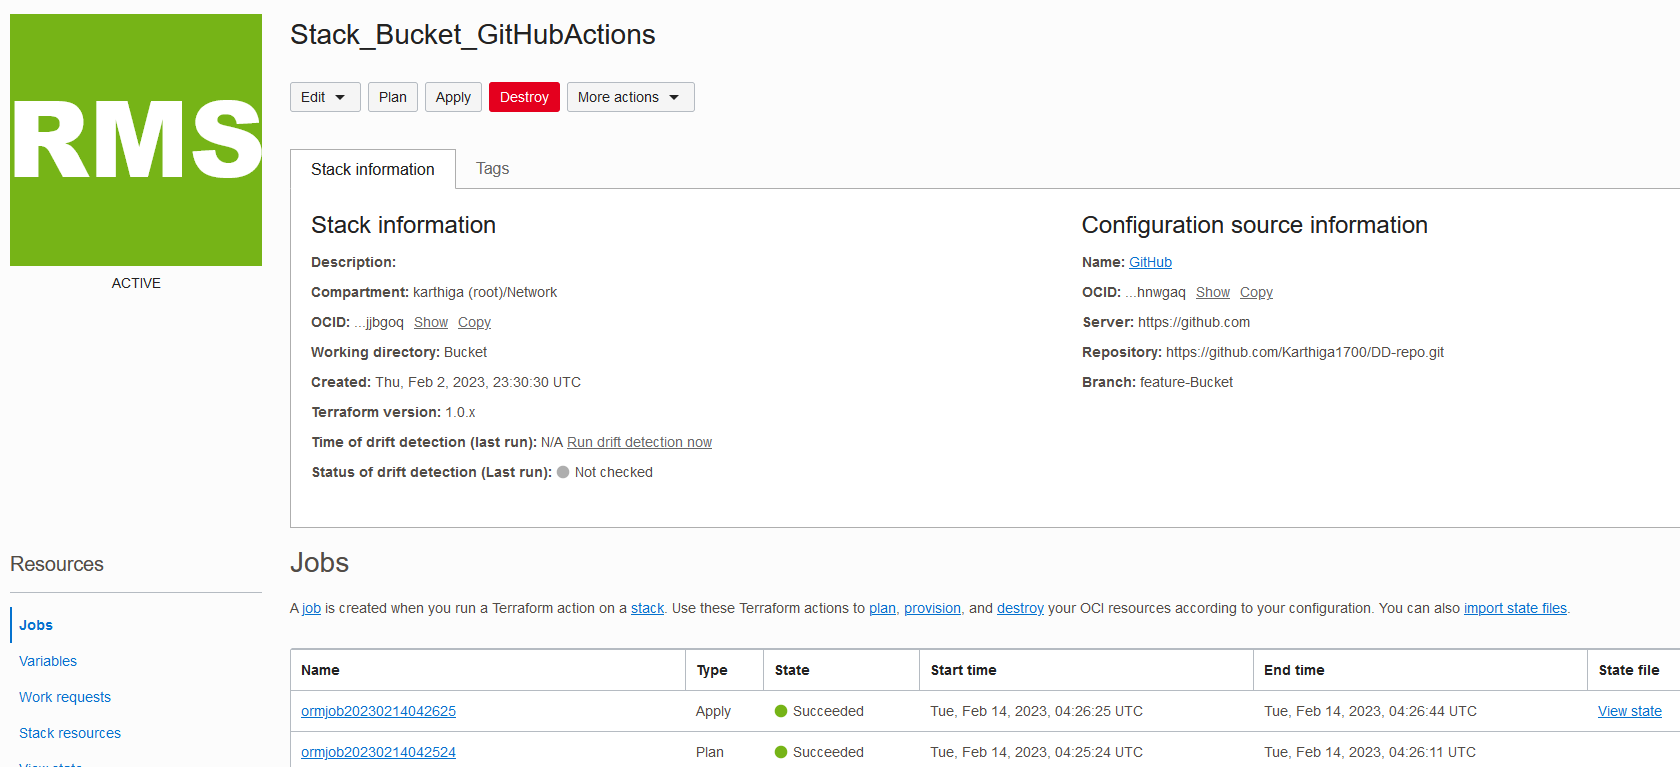 RMS
ACTIVE
Stack_Bucket_GitHubActions
Edit Plan Apply Destroy More actions
Stack information Tags
Stack information
Description:
Compartment: karthiga (root)/Network
OCID: ...jjbgoq Show Copy
Working directory: Bucket
Created: Thu, Feb 2, 2023, 23:30:30 UTC
Terraform version: 1.0.x
Time of drift detection (last run): N/A Run drift detection now
Status of drift detection (Last run): Not checked
Configuration source information
Name: GitHub
OCID: ...hnwgaq Show Copy
Server: https://github.com
Repository: https://github.com/Karthiga1700/DD-repo.git
Branch: feature-Bucket
Resources
Jobs
Variables
Work requests
Stack resources
View state
Jobs
A job is created when you run a Terraform action on a stack. Use these Terraform actions to plan, provision, and destroy your OCI resources according to your configuration. You can also import state files.
Name Type State Start time End time State file
ormjob20230214042625 Apply Succeeded Tue, Feb 14, 2023, 04:26:25 UTC Tue, Feb 14, 2023, 04:26:44 UTC View state
ormjob20230214042524 Plan Succeeded Tue, Feb 14, 2023, 04:25:24 UTC Tue, Feb 14, 2023, 04:26:11 UTC